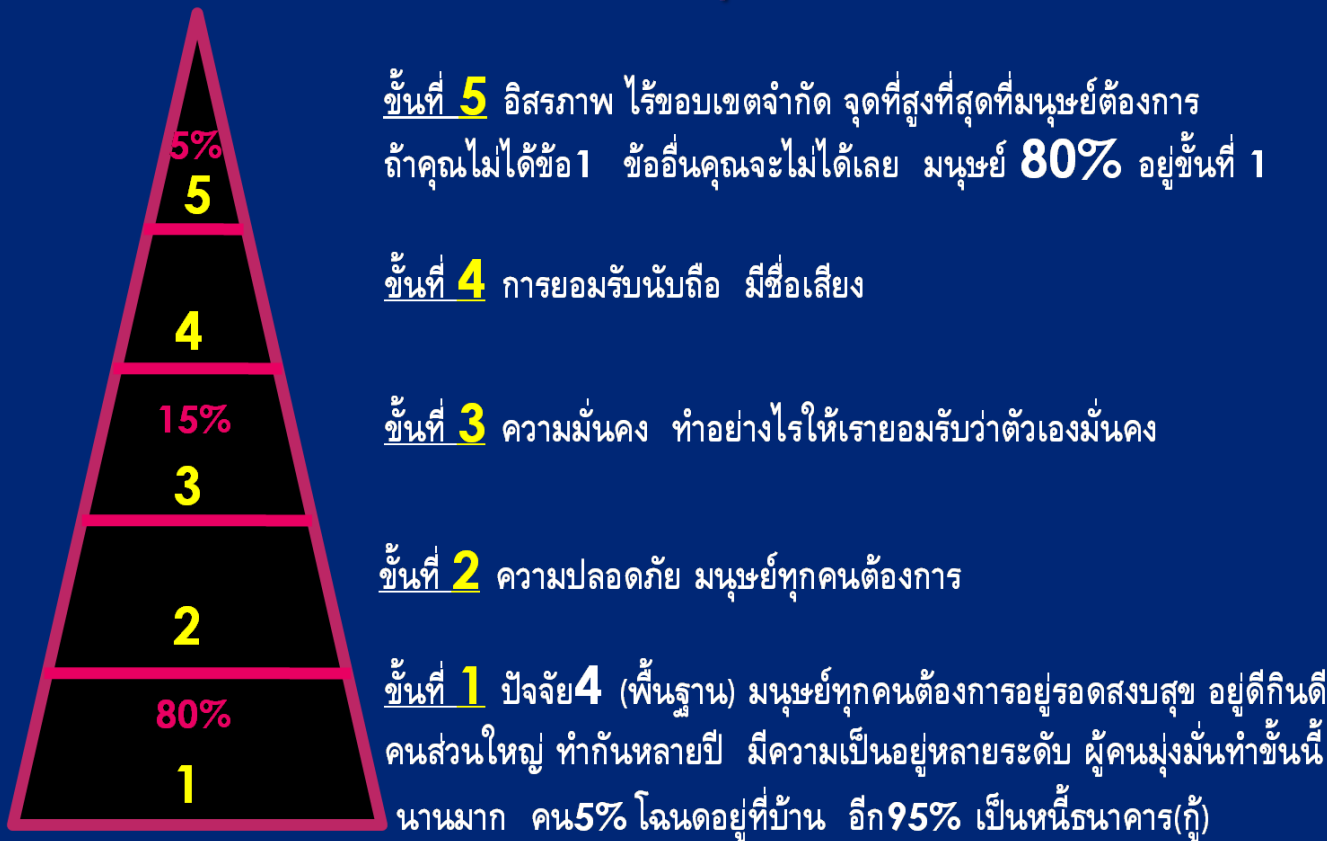 5%
5
4
15%
3
2
80%
1
ขั้นที่ 5 อิสรภาพ ไร้ขอบเขตจำกัด จุดที่สูงที่สุดที่มนุษย์ต้องการ
ถ้าคุณไม่ได้ข้อ1 ข้ออื่นคุณจะไม่ได้เลย มนุษย์ 80% อยู่ขั้นที่ 1
ขั้นที่ 4 การยอมรับนับถือ มีชื่อเสียง
ขั้นที่ 3 ความมั่นคง ทำอย่างไรให้เรายอมรับว่าตัวเองมั่นคง
ขั้นที่ 2 ความปลอดภัย มนุษย์ทุกคนต้องการ
ขั้นที่ 1 ปัจจัย4 (พื้นฐาน) มนุษย์ทุกคนต้องการอยู่รอดสงบสุข อยู่ดีกินดี
คนส่วนใหญ่ ทำกันหลายปี มีความเป็นอยู่หลายระดับ ผู้คนมุ่งมั่นทำขั้นนี้
นานมาก คน5% โฉนดอยู่ที่บ้าน อีก95% เป็นหนี้ธนาคาร(กู้)